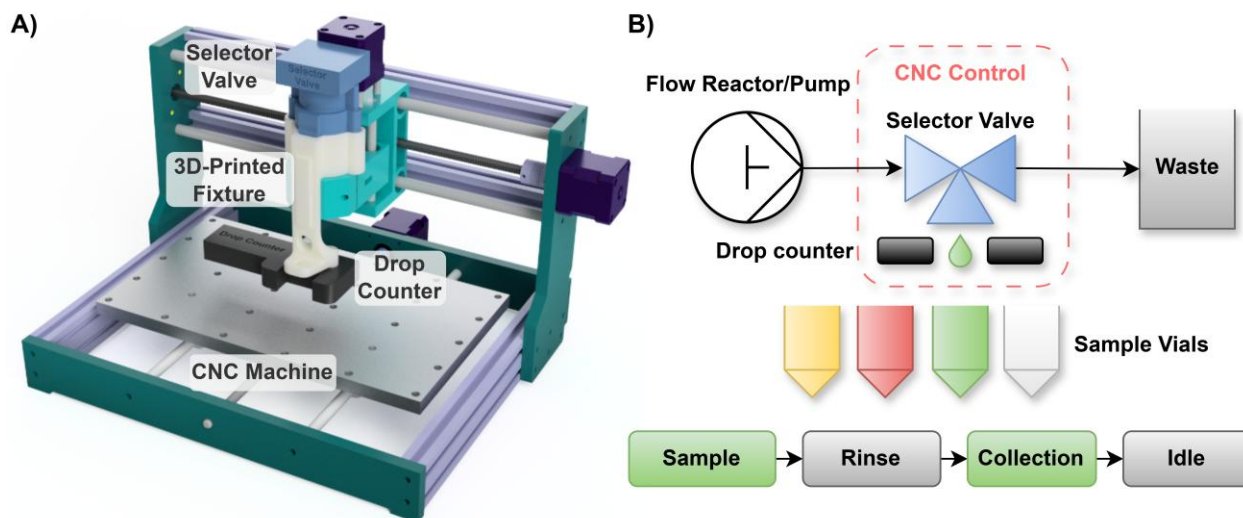 A)
Selector
Valve
Selector
Valve
3D-Printed
Fixture
Drop Counter
Drop
Counter
CNC Machine
B)
CNC Control
Flow Reactor/Pump
Selector Valve
Waste
Drop counter
Sample Vials
Sample
Rinse
Collection
Idle